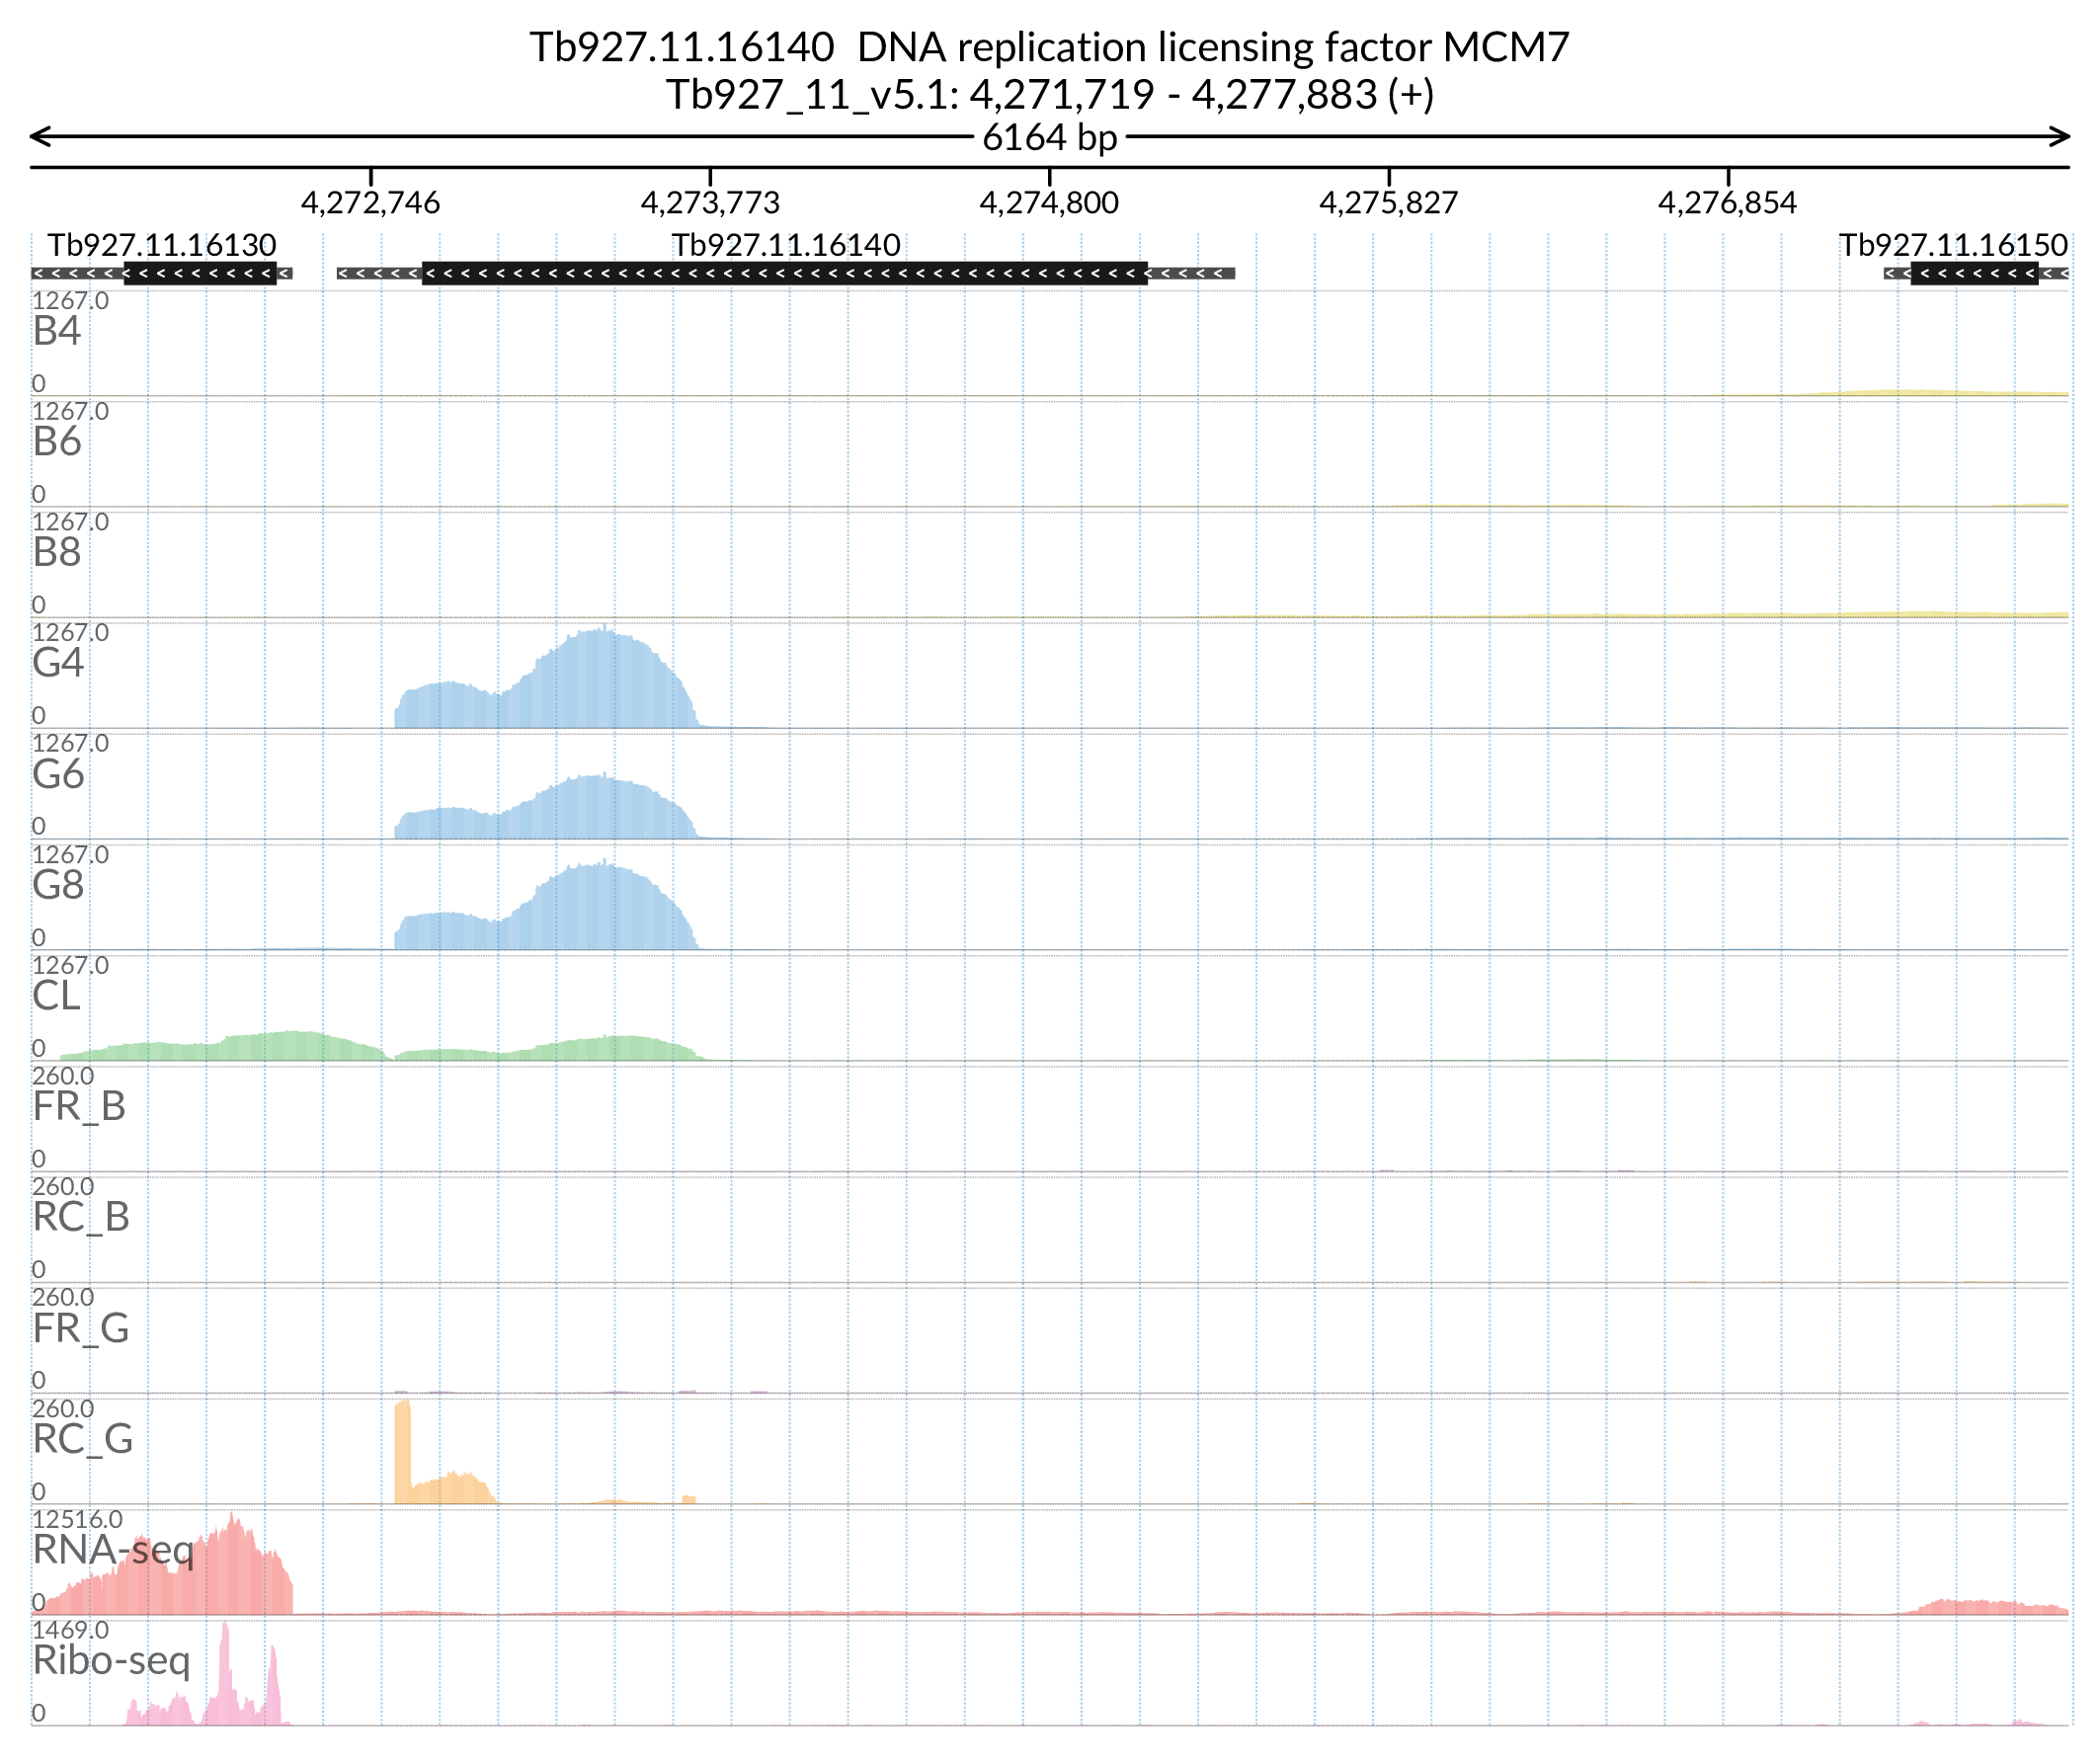 Tb927.11.16140  DNA replication licensing factor MCM7
Tb927_11_v5.1: 4,271,719 - 4,277,883 (+)
6164 bp
4,272,746 4,273,773 4,274,800 4,275,827 4,276,854
Tb927.11.16130 Tb927.11.16140 Tb927.11.16150
1267.0
B4
0
1267.0
B6
0
1267.0
B8
0
1267.0
G4
0
1267.0
G6
0
1267.0
G8
0
1267.0
CL
0
260.0
FR_B
0
260.0
RC_B
0
260.0
FR_G
0
260.0
RC_G
0
12516.0
RNA-seq
0
1469.0
Ribo-seq
0